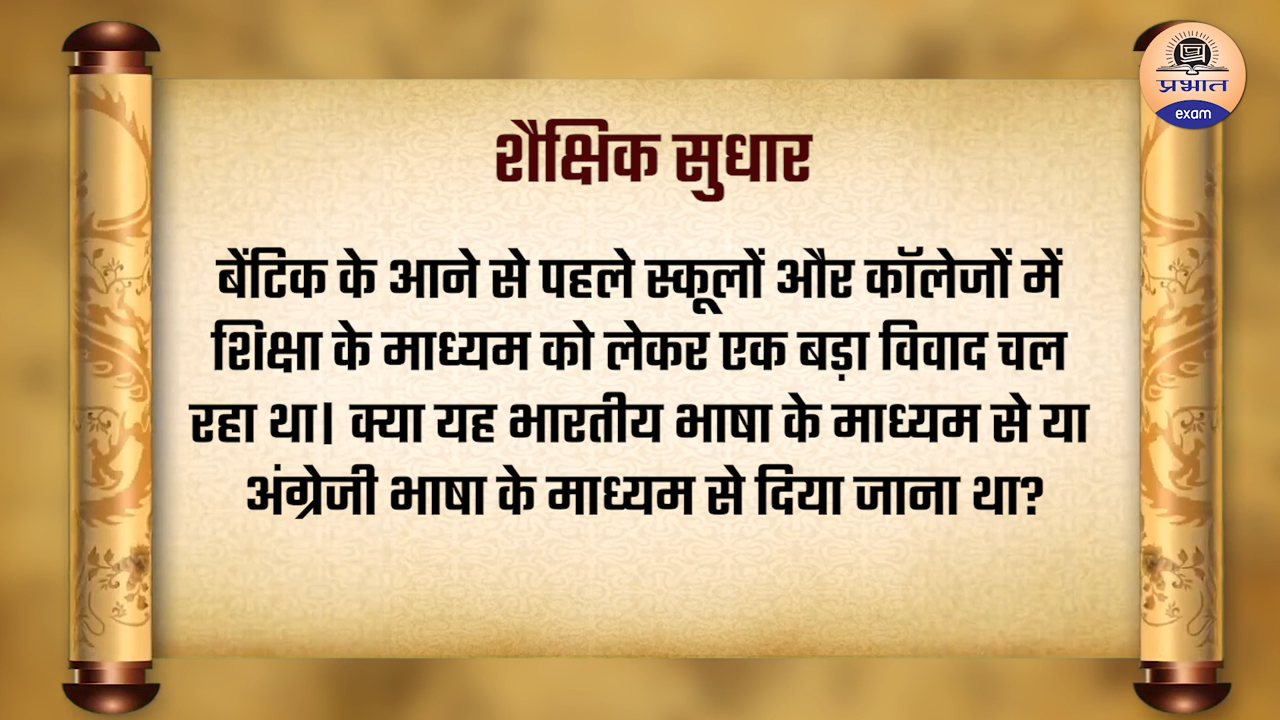 प्रभात
exam
शैक्षिक सुधार
बेंटिक के आने से पहले स्कूलों और कॉलेजों में
शिक्षा के माध्यम को लेकर एक बड़ा विवाद चल
रहा था। क्या यह भारतीय भाषा के माध्यम से या
अंग्रेजी भाषा के माध्यम से दिया जाना था?